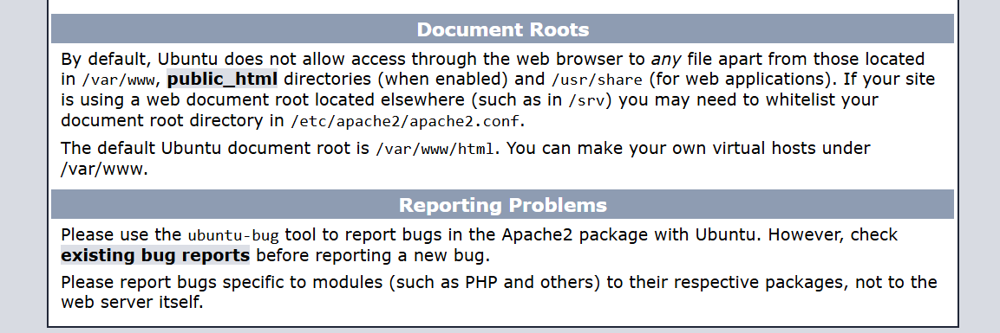 Document Roots
By default, Ubuntu does not allow access through the web browser to any file apart from those located
in /var/www, public_html directories (when enabled) and /usr/share (for web applications). If your site
is using a web document root located elsewhere (such as in /srv) you may need to whitelist your
document root directory in /etc/apache2/apache2.conf.
The default Ubuntu document root is /var/www/html. You can make your own virtual hosts under
/var/www.
Reporting Problems
Please use the ubuntu-bug tool to report bugs in the Apache2 package with Ubuntu. However, check
existing bug reports before reporting a new bug.
Please report bugs specific to modules (such as PHP and others) to their respective packages, not to the
web server itself.